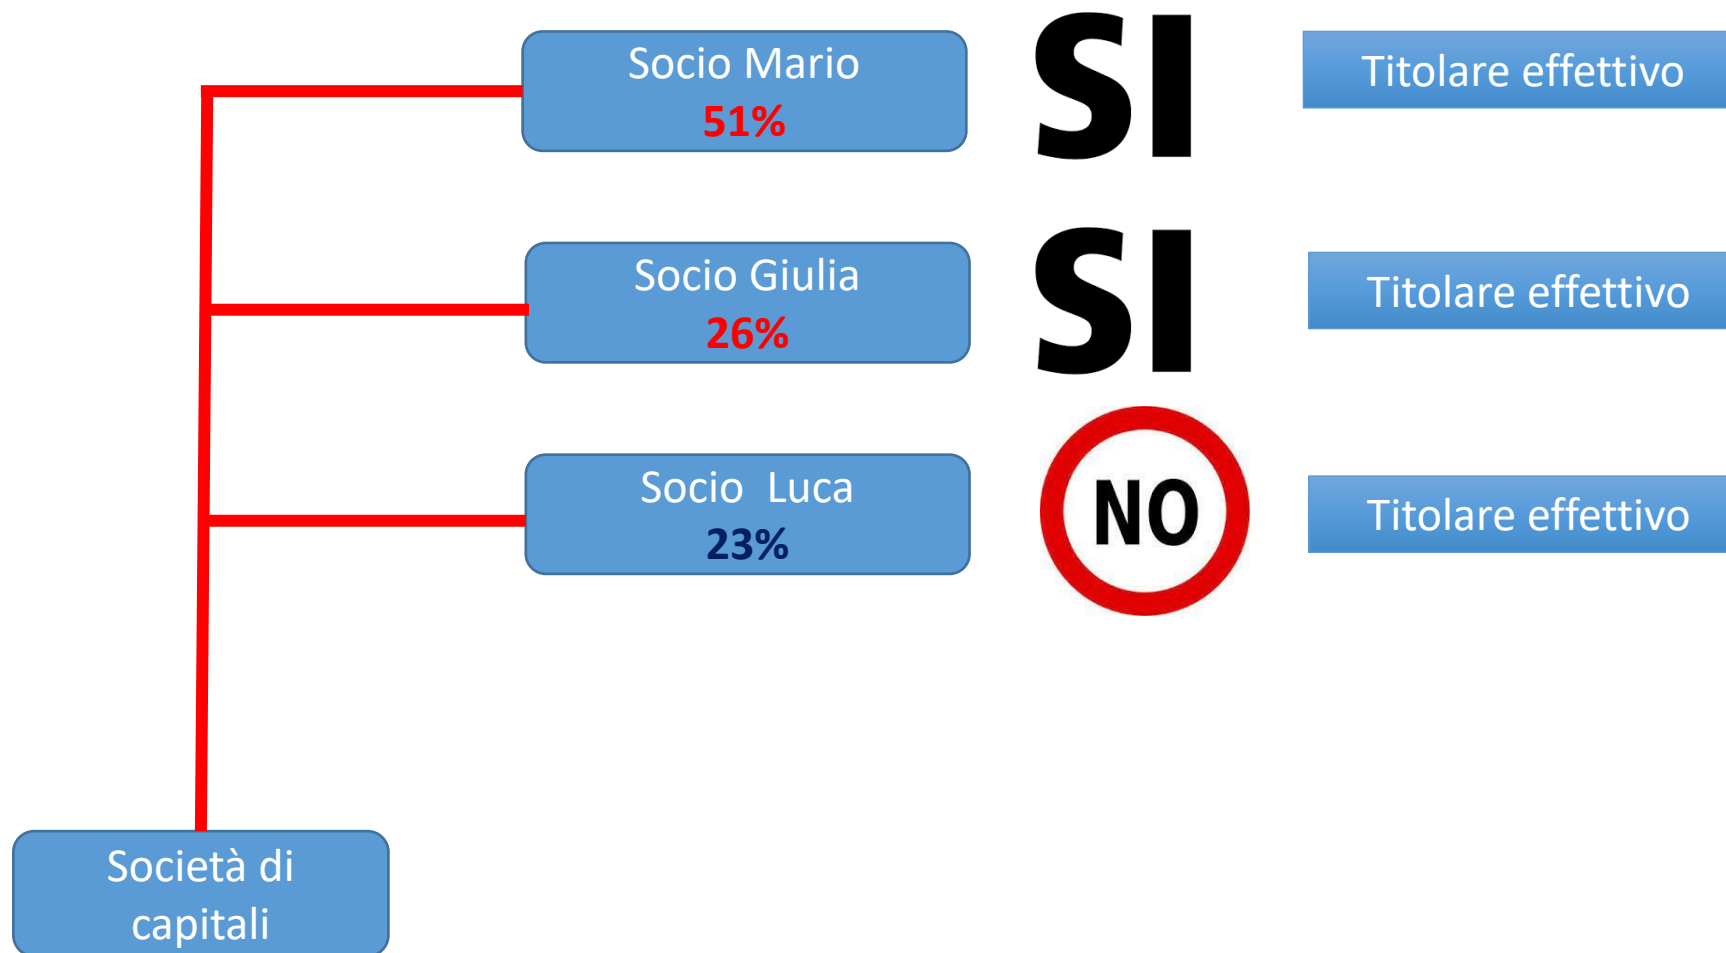 Socio Mario
51%
SI
Titolare effettivo
Socio Giulia
26%
SI
Titolare effettivo
Socio Luca
23%
NO
Titolare effettivo
Società di
capitali